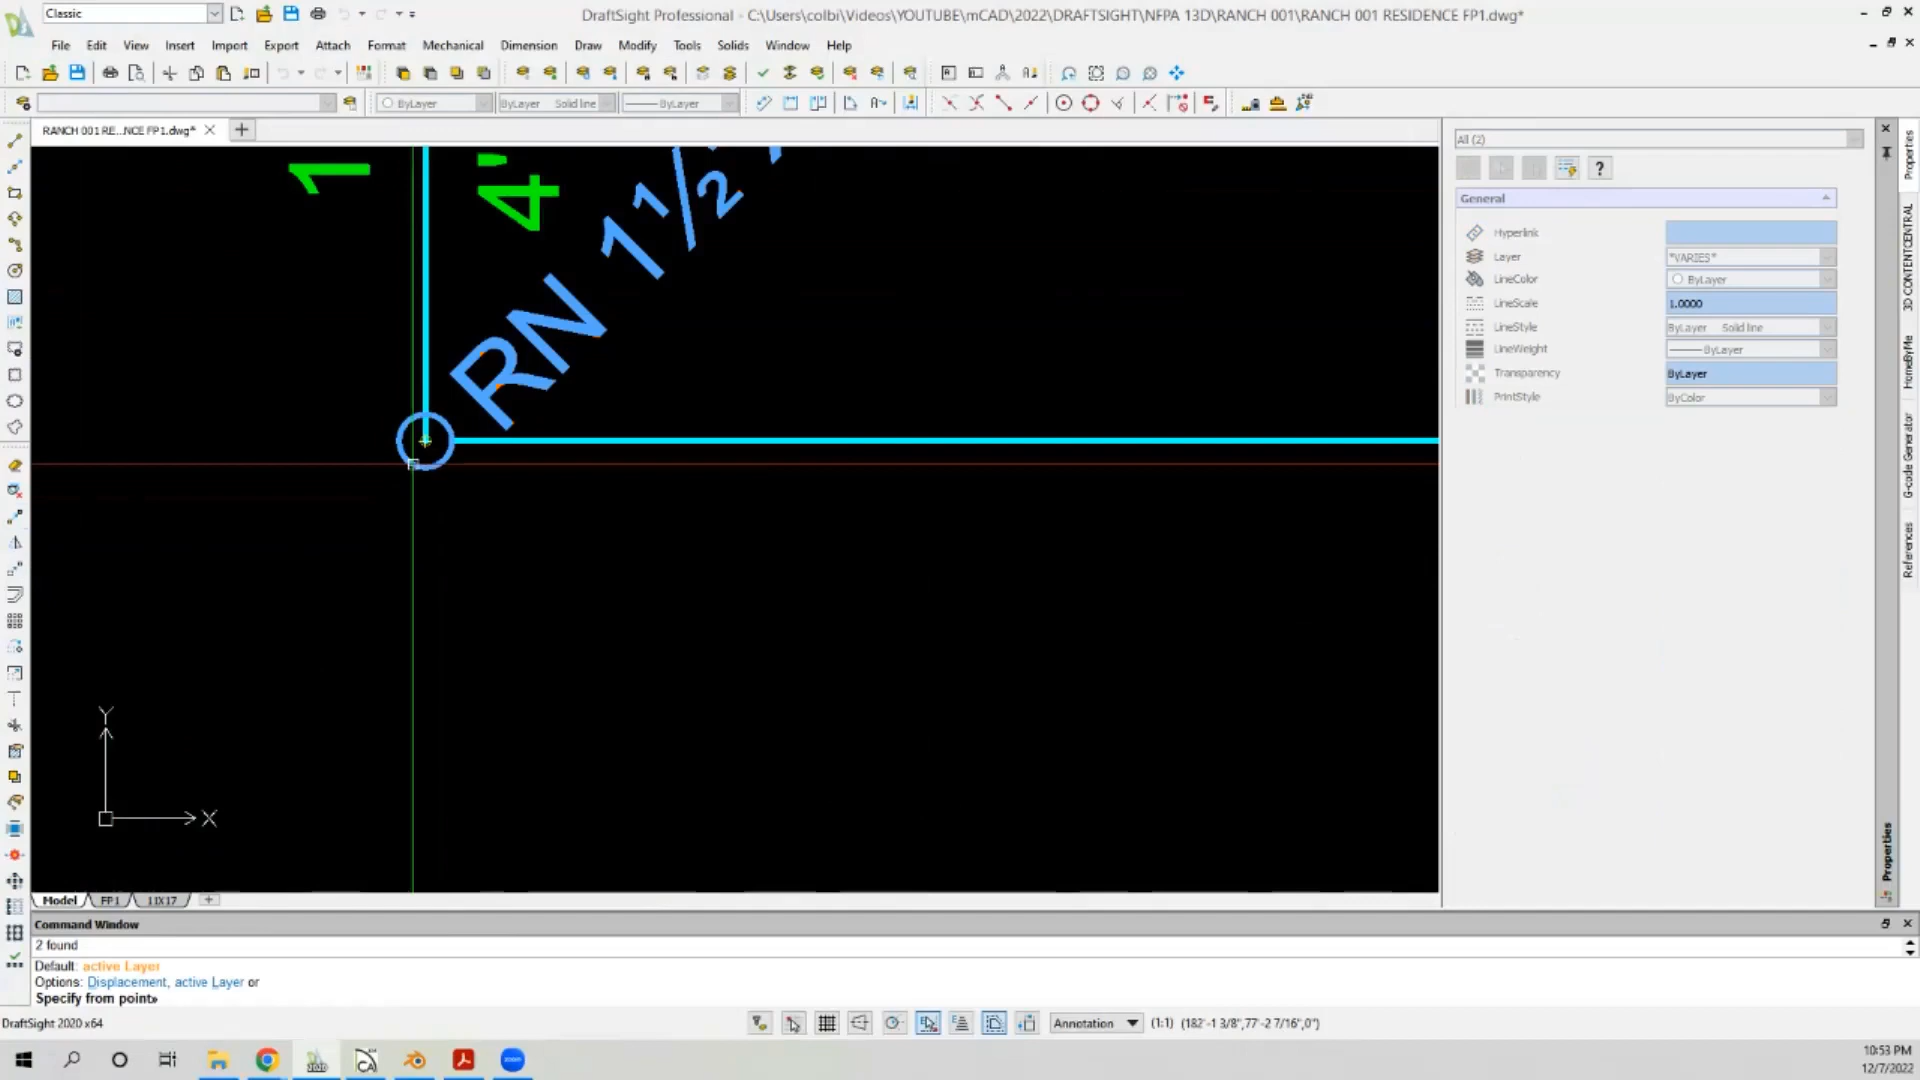 Classic
DraftSight Professional - C:\Users\colbi\Videos\YOUTUBE\mCAD\2022\DRAFTSIGHT\NFPA 13D\RANCH 001\RANCH 001 RESIDENCE FP1.dwg*
File Edit View Insert Import Export Attach Format Mechanical Dimension Draw Modify Tools Solids Window Help
ByLayer ByLayer Solid line ByLayer
RANCH 001 RE...NCE FP1.dwg*
All (2)
General
Hyperlink
Layer *VARIES*
LineColor ByLayer
LineScale 1.0000
LineStyle ByLayer Solid line
LineWeight ByLayer
Transparency ByLayer
PrintStyle ByColor
Properties
3D CONTENTCENTRAL
HomeByMe
G-code Generator
References
Properties
1
4'
RN 1½
Y
X
Model FP1 11X17
Command Window
2 found
Default: active Layer
Options: Displacement, active Layer or
Specify from point»
DraftSight 2020 x64
Annotation (1:1) (182'-1 3/8",77'-2 7/16",0")
10:53 PM
12/7/2022